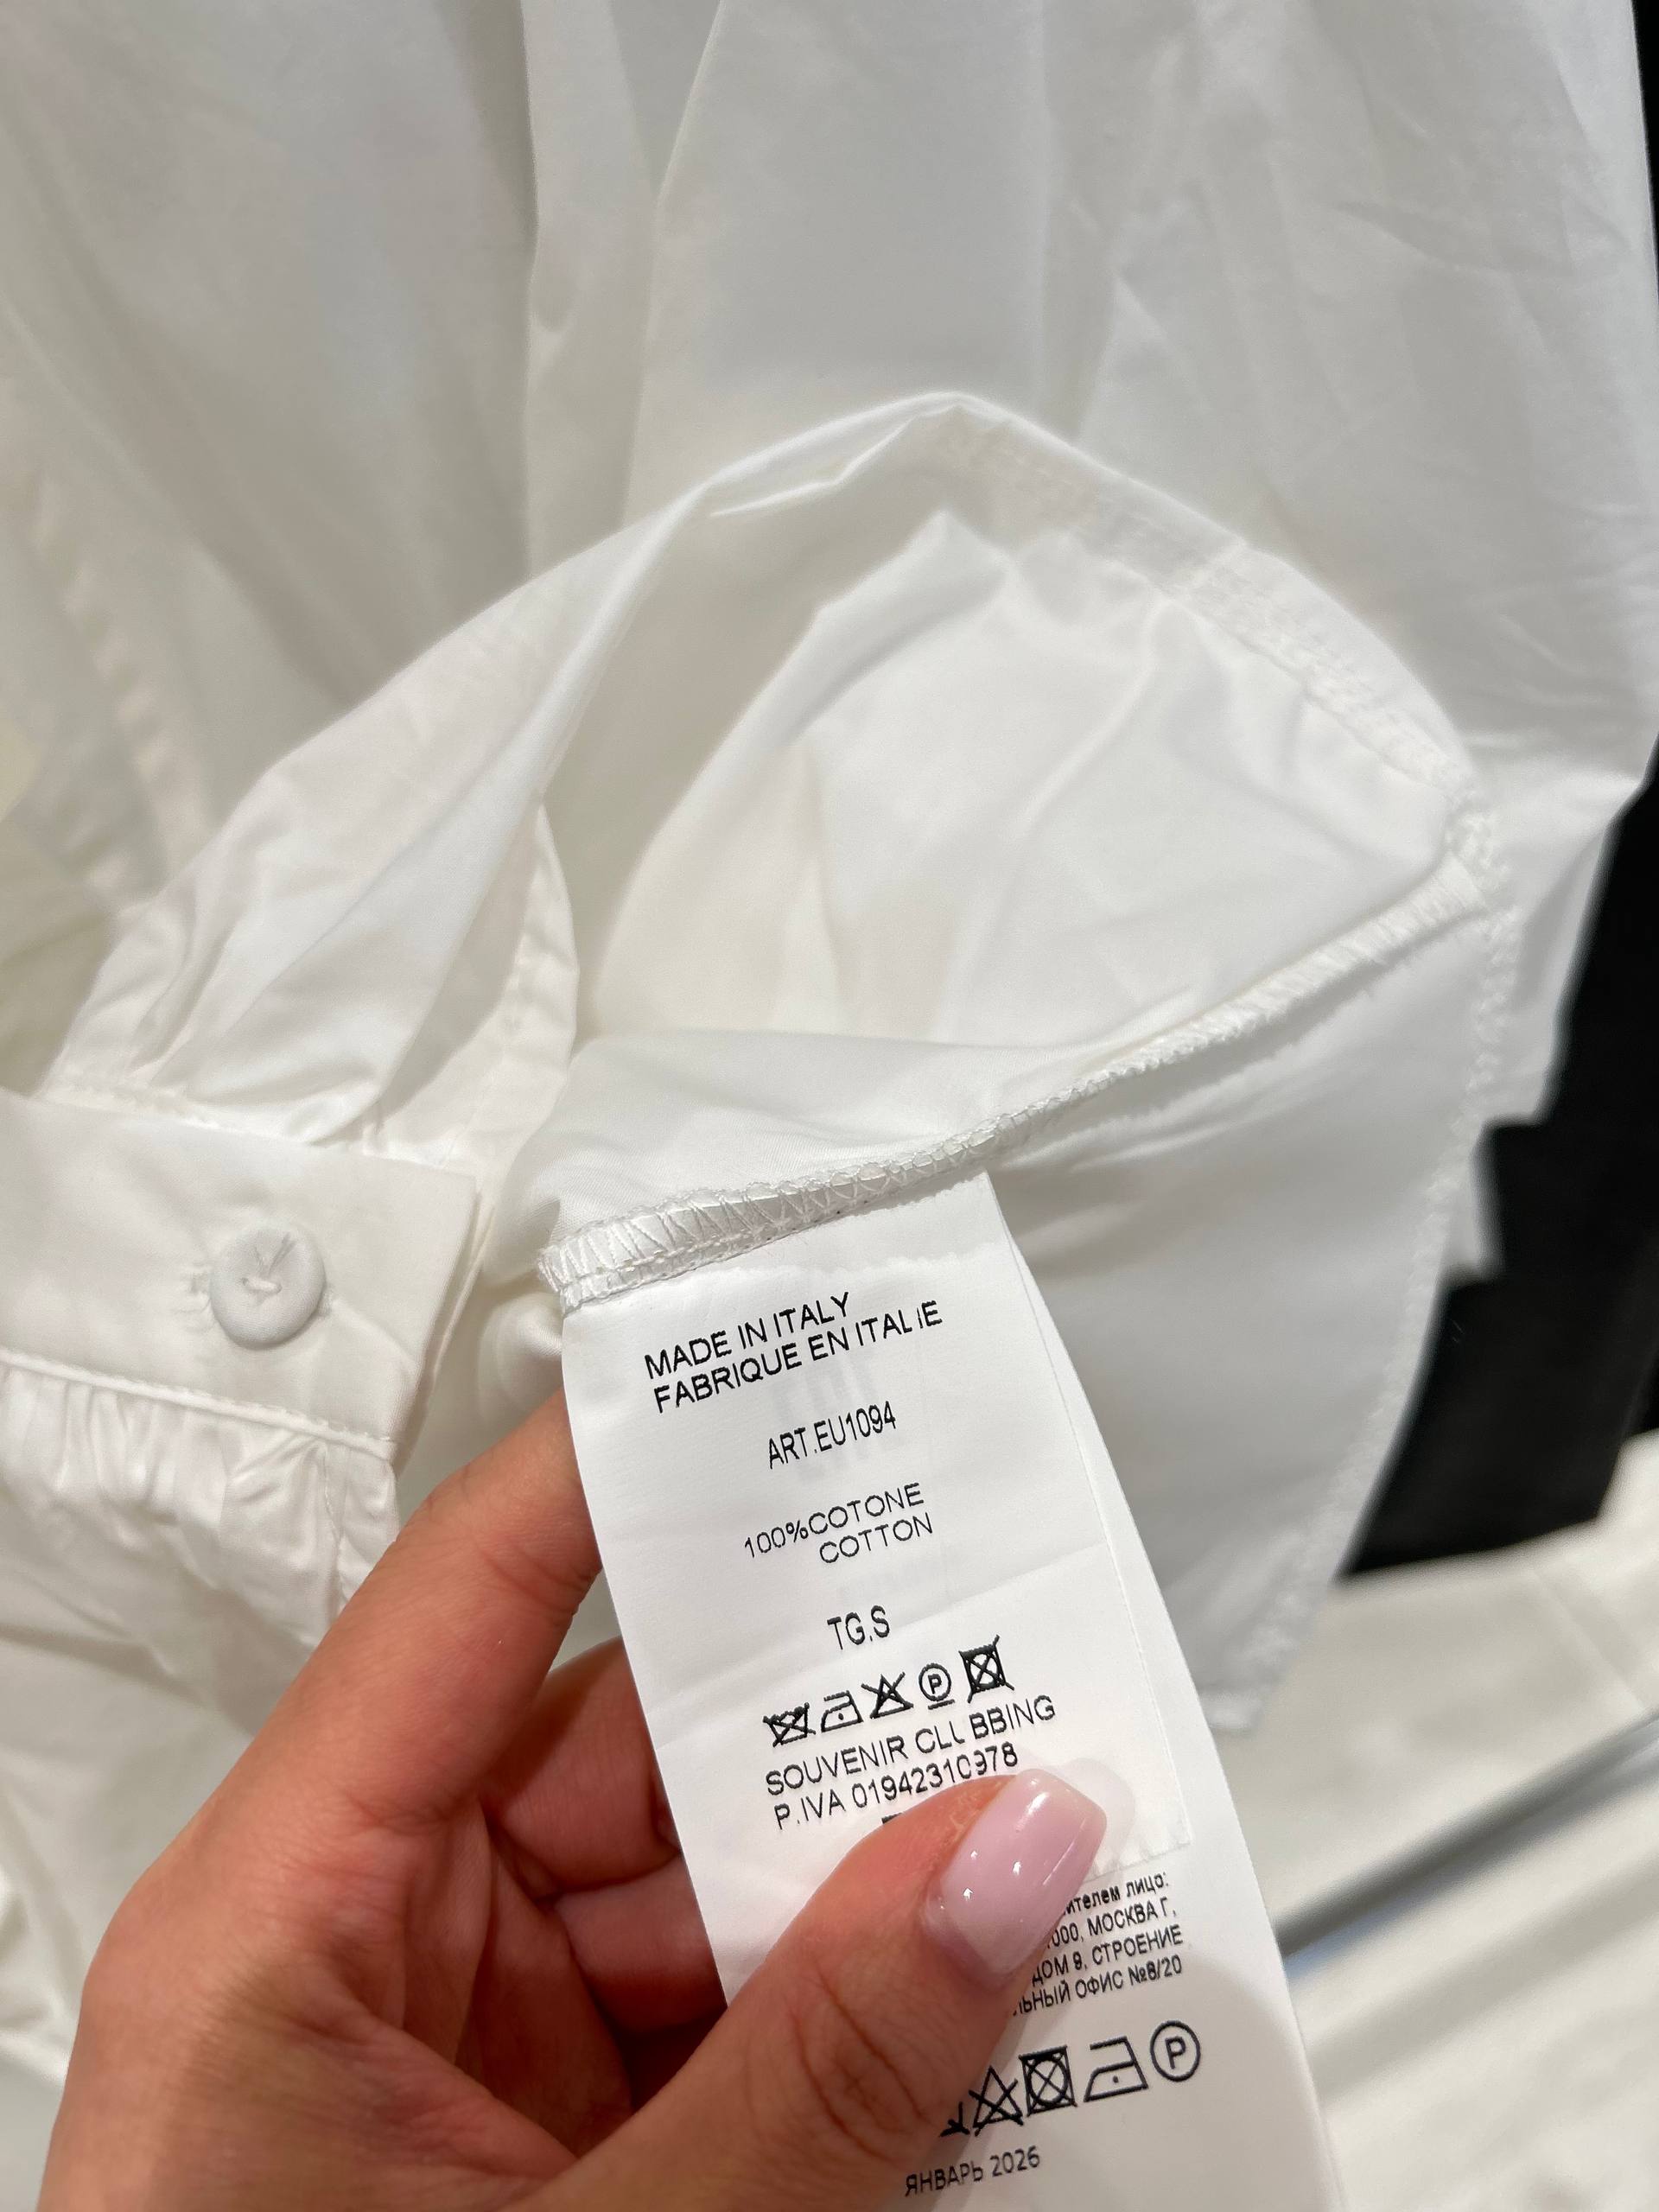 MADE IN ITALY
FABRIQUE EN ITALIE
ART.EU1094
100%COTONE
COTTON
TG.S
P
SOUVENIR CLUBBING
P.IVA 01942310978
лицо:
МОСКВА Г,
ДОМ 9, СТРОЕНИЕ
ОФИС №8/20
P
ЯНВАРЬ 2026